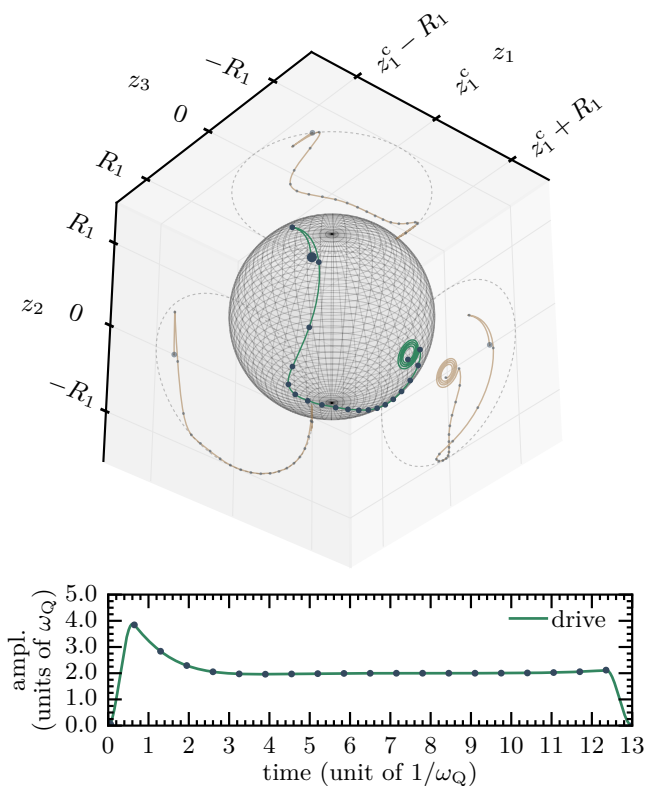 z₁ᶜ − R₁
z₁ᶜ
z₁
z₁ᶜ + R₁
−R₁
z₃
0
R₁
R₁
z₂ 0
−R₁
5.0
4.0
3.0
2.0
1.0
0.0
ampl.
(units of ω_Q)
drive
0 1 2 3 4 5 6 7 8 9 10 11 12 13
time (unit of 1/ω_Q)